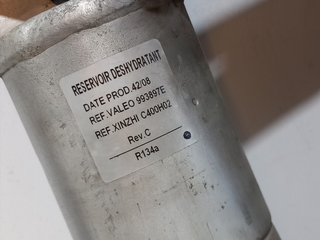 RESERVOIR DESHYDRATANT
DATE PROD.42/08
REF.VALEO 993897E
REF.XINZHI C400H02
Rev.C
R134a